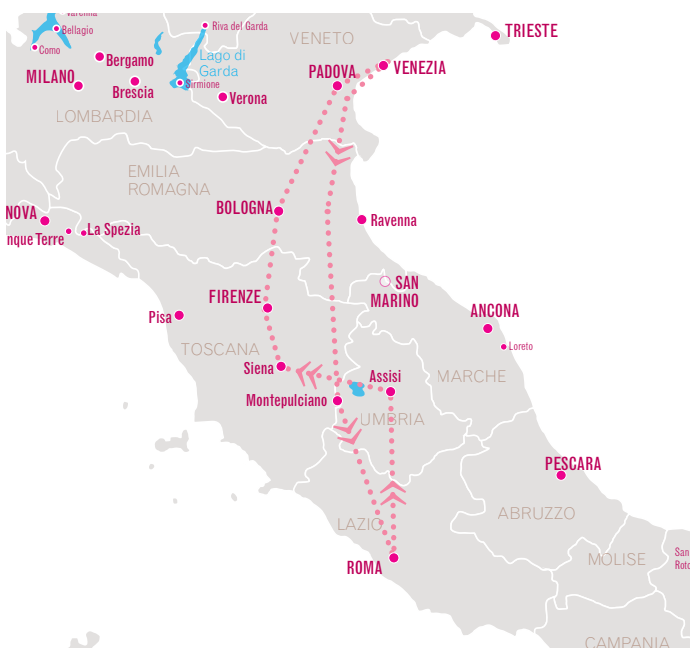 Varenna
Bellagio
Riva del Garda
TRIESTE
VENETO
Como
Bergamo
Lago di
Garda
PADOVA
VENEZIA
MILANO
Brescia
Sirmione
Verona
LOMBARDIA
EMILIA
ROMAGNA
BOLOGNA
NOVA
Ravenna
nque Terre
La Spezia
SAN
MARINO
FIRENZE
Pisa
ANCONA
TOSCANA
Loreto
Siena
Assisi
MARCHE
Montepulciano
UMBRIA
PESCARA
LAZIO
ABRUZZO
ROMA
MOLISE
San
Roto
CAMPANIA